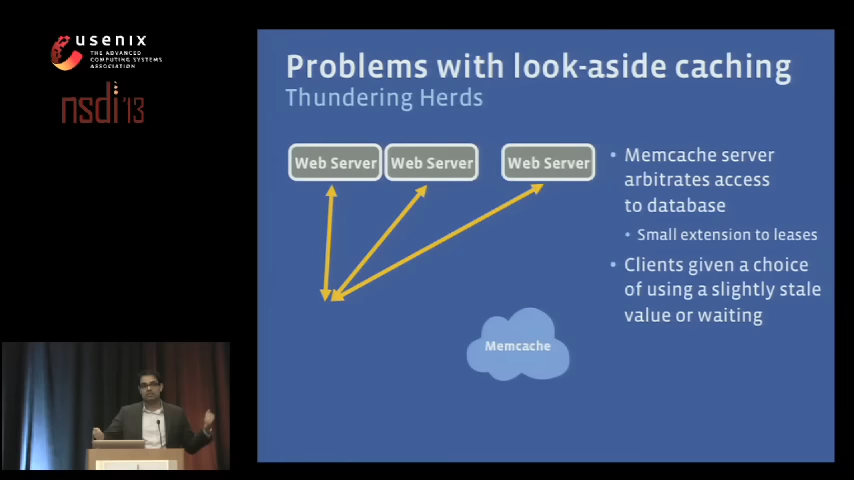 usenix
THE ADVANCED
COMPUTING SYSTEMS
ASSOCIATION
nsdi '13
Problems with look-aside caching
Thundering Herds
Web Server
Web Server
Web Server
• Memcache server
arbitrates access
to database
• Small extension to leases
• Clients given a choice
of using a slightly stale
value or waiting
Memcache